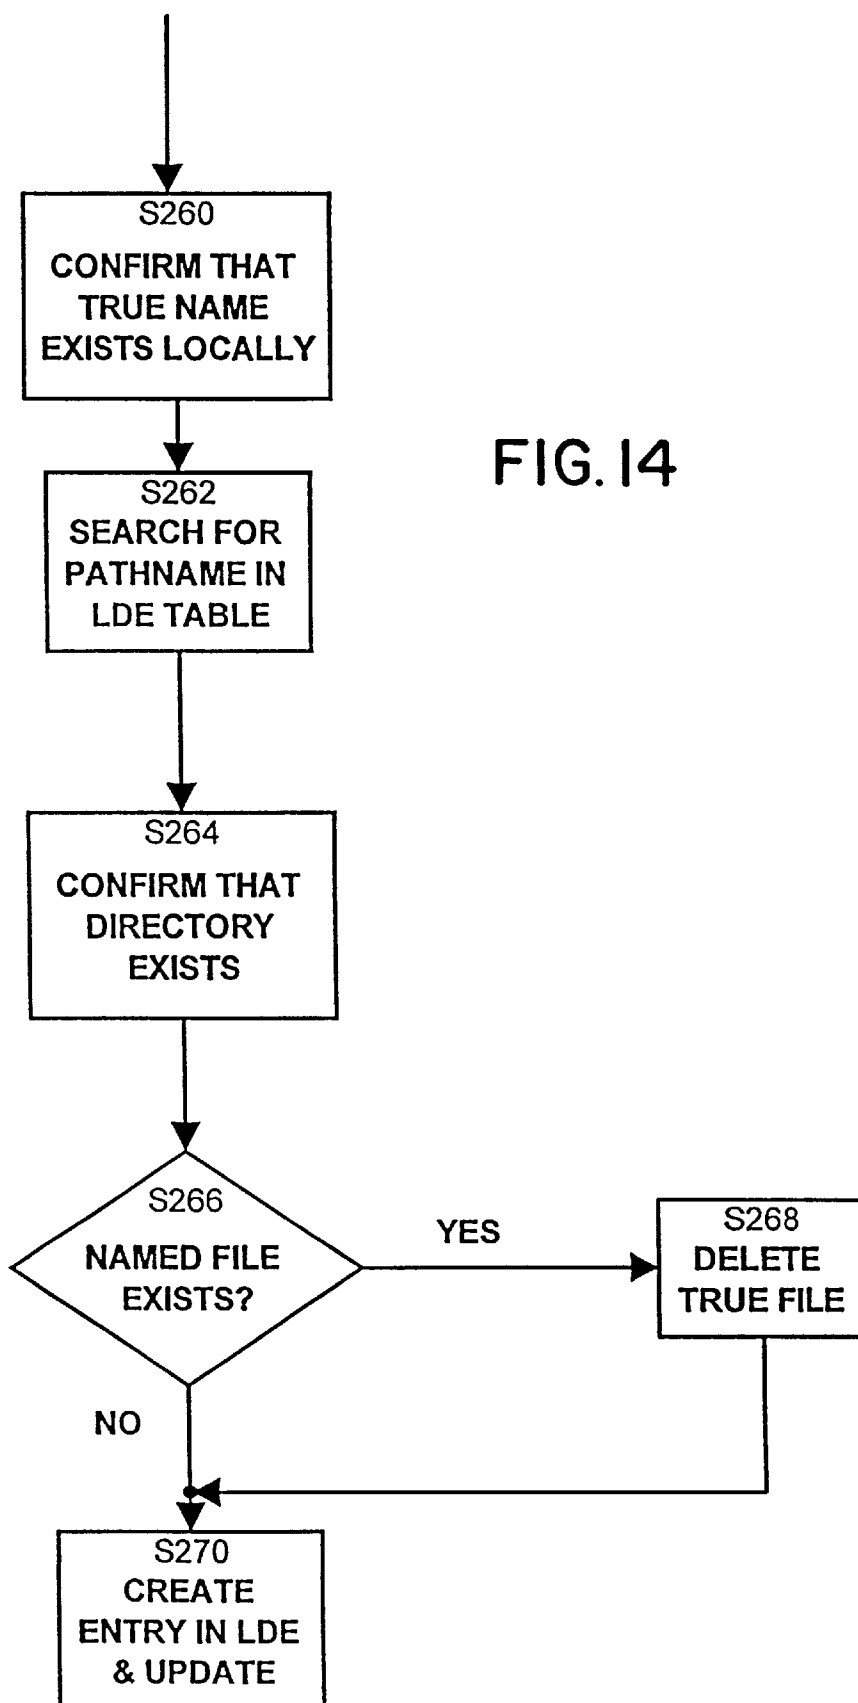 S260
CONFIRM THAT
TRUE NAME
EXISTS LOCALLY
FIG. 14
S262
SEARCH FOR
PATHNAME IN
LDE TABLE
S264
CONFIRM THAT
DIRECTORY
EXISTS
S266
NAMED FILE
EXISTS?
YES
S268
DELETE
TRUE FILE
NO
S270
CREATE
ENTRY IN LDE
& UPDATE